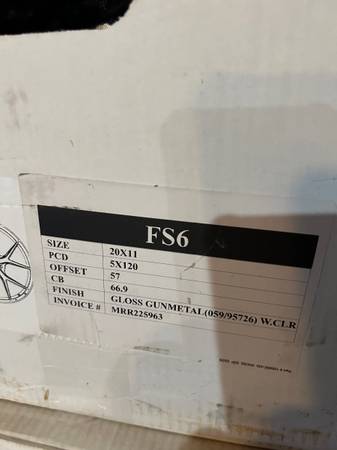 FS6
SIZE 20X11
PCD 5X120
OFFSET 57
CB 66.9
FINISH GLOSS GUNMETAL(059/95726) W.CLR
INVOICE # MRR225963